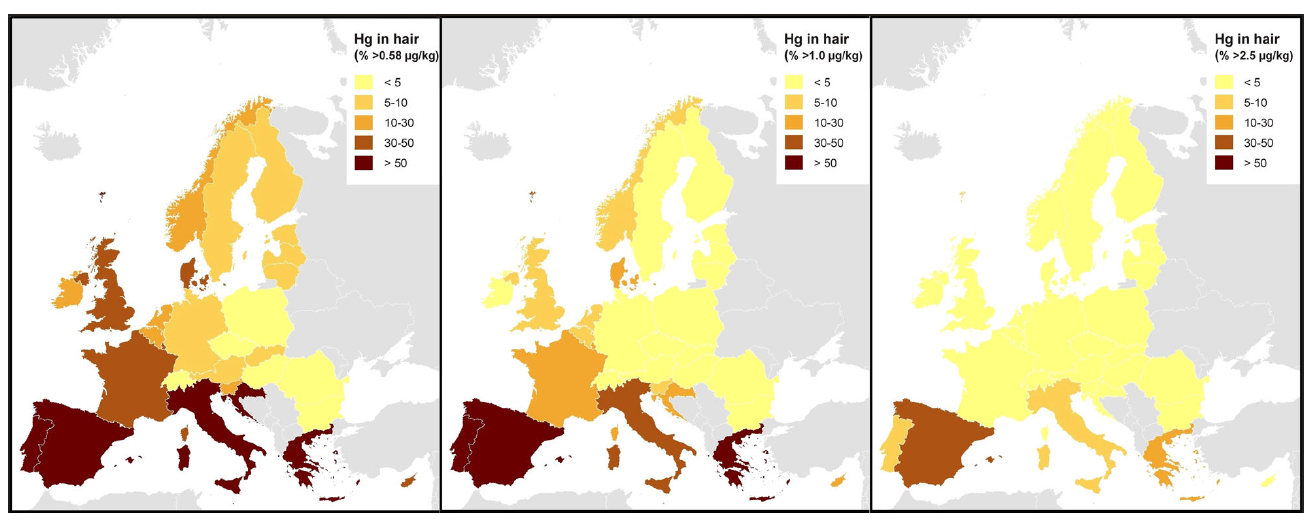 Hg in hair
(% >0.58 µg/kg)
< 5
5-10
10-30
30-50
> 50
Hg in hair
(% >1.0 µg/kg)
< 5
5-10
10-30
30-50
> 50
Hg in hair
(% >2.5 µg/kg)
< 5
5-10
10-30
30-50
> 50